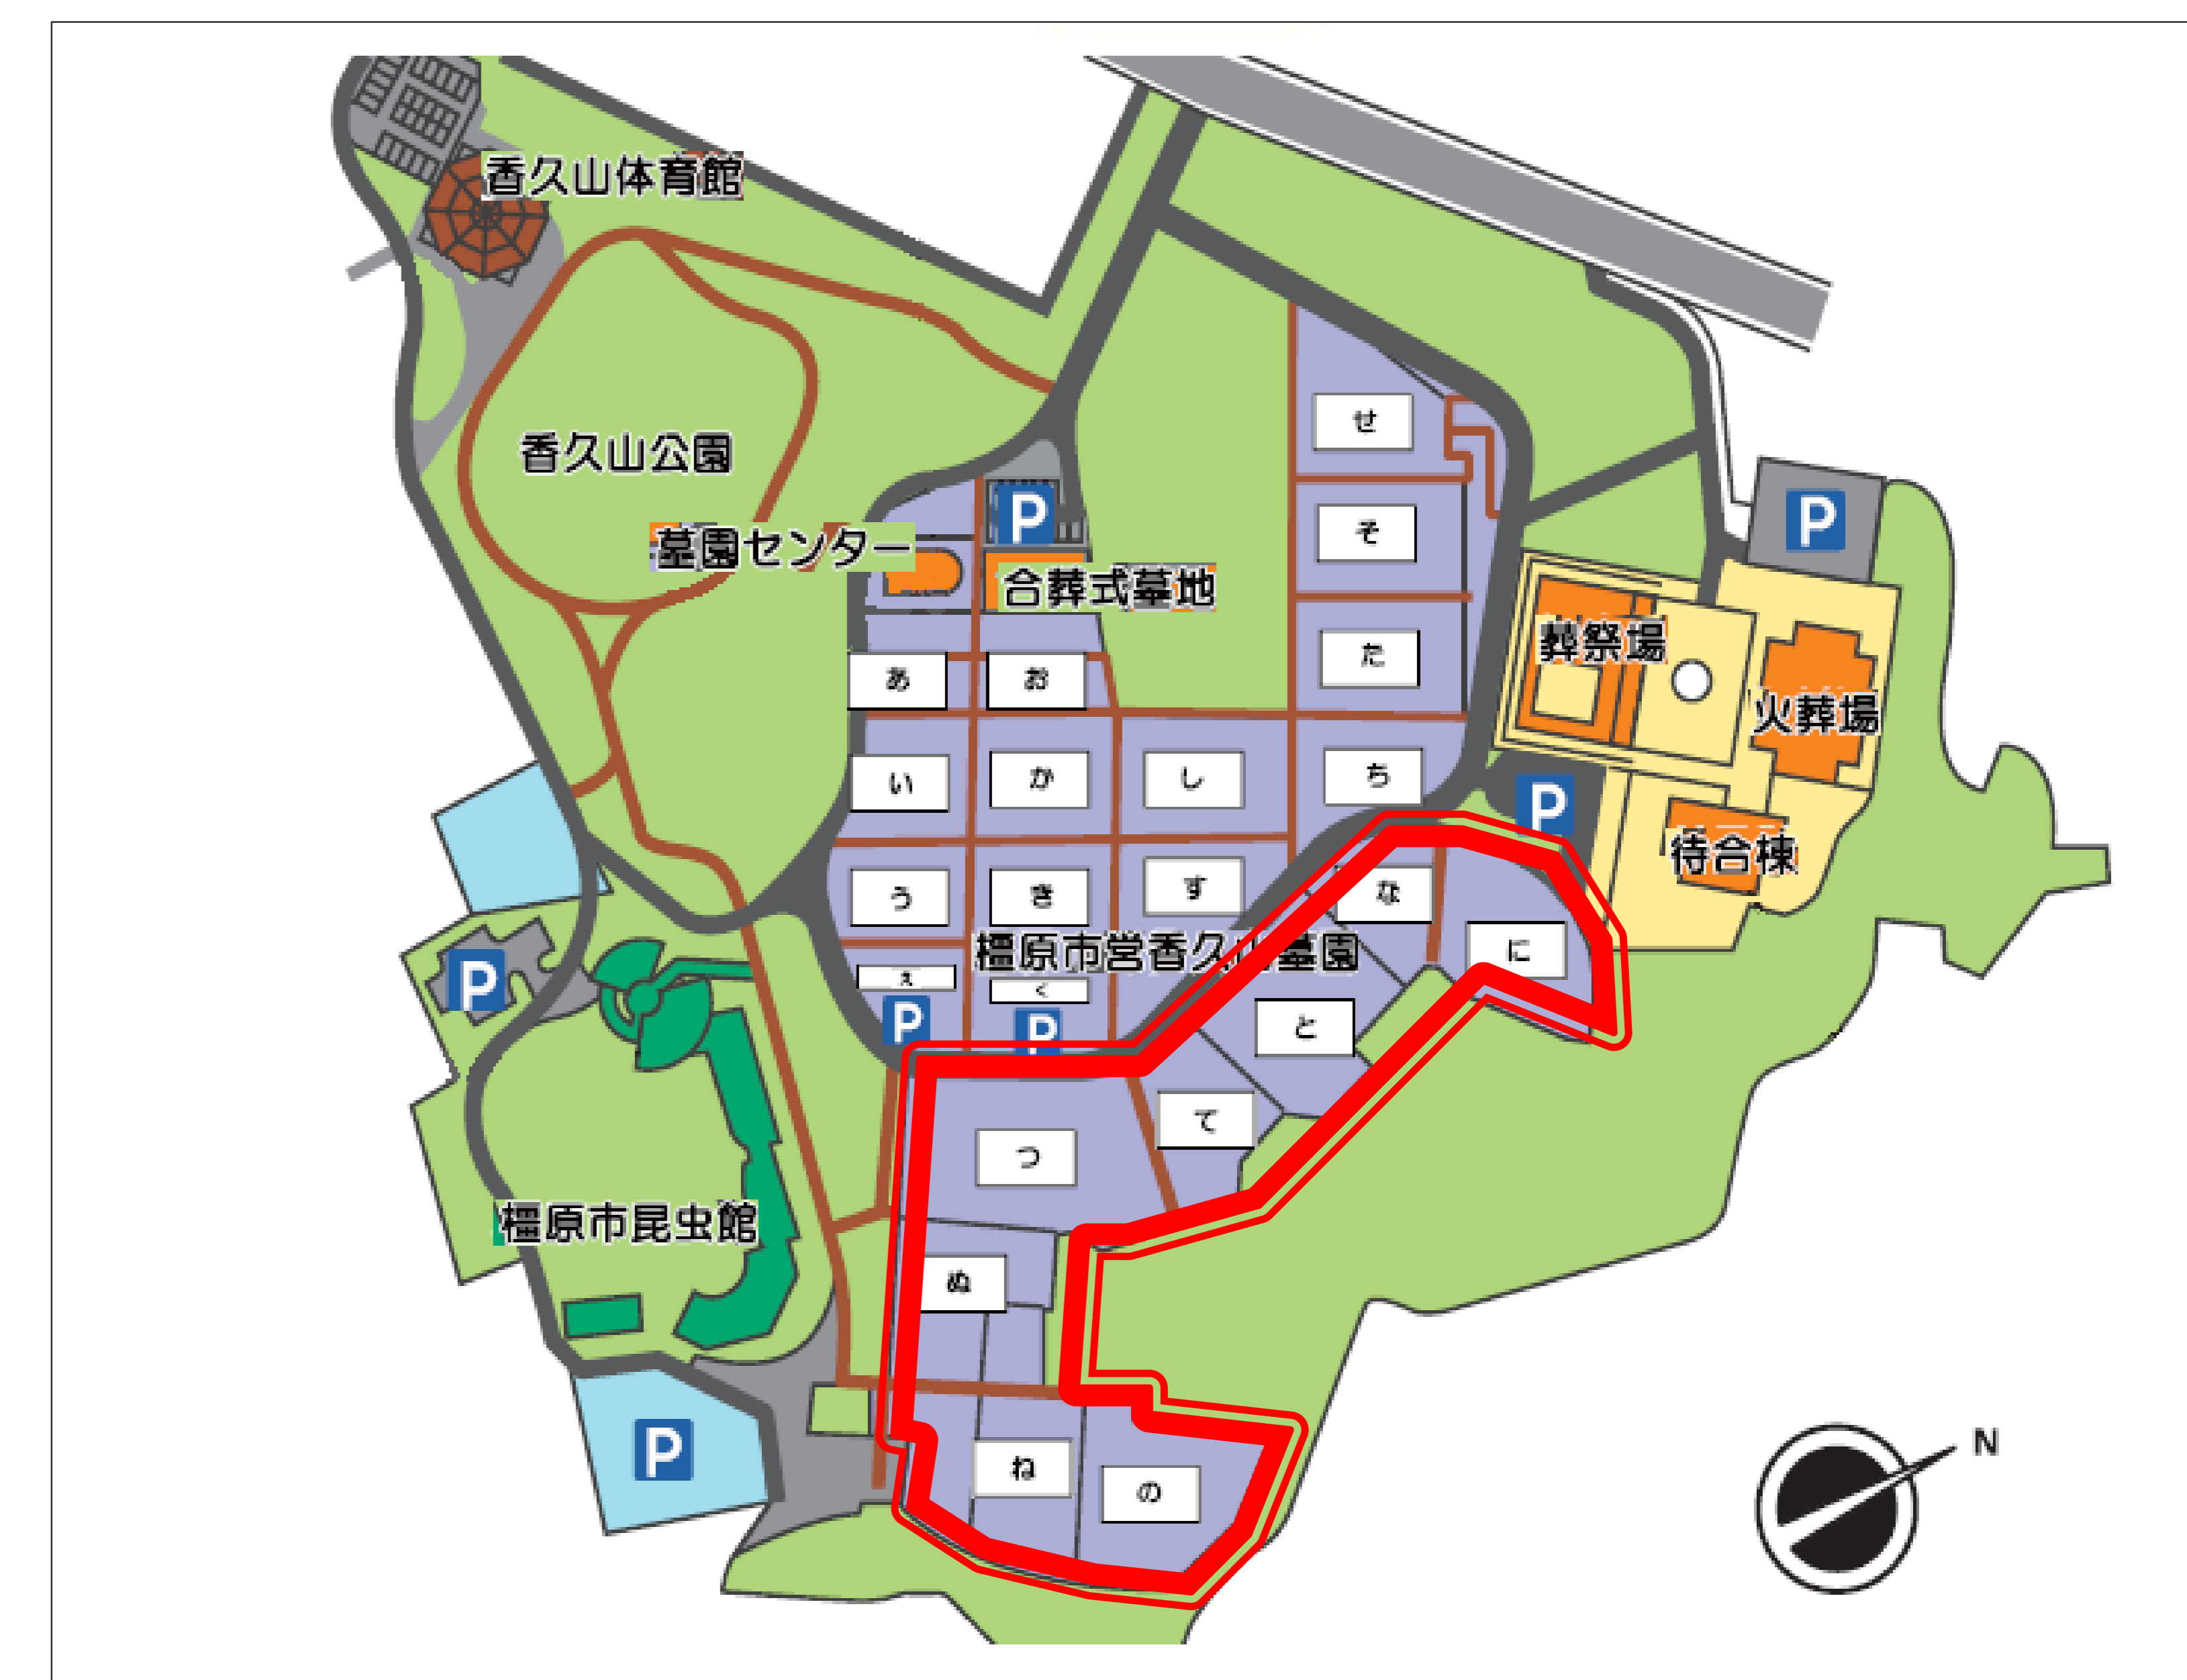 香久山体育館
香久山公園
せ
P
P
そ
墓園センター
合葬式墓地
葬祭場
た
あ
お
火葬場
い
か
し
ち
P
待合棟
う
き
す
な
に
橿原市営香久山墓園
え
く
P
P
P
と
て
つ
橿原市昆虫館
ぬ
P
ね
の
N